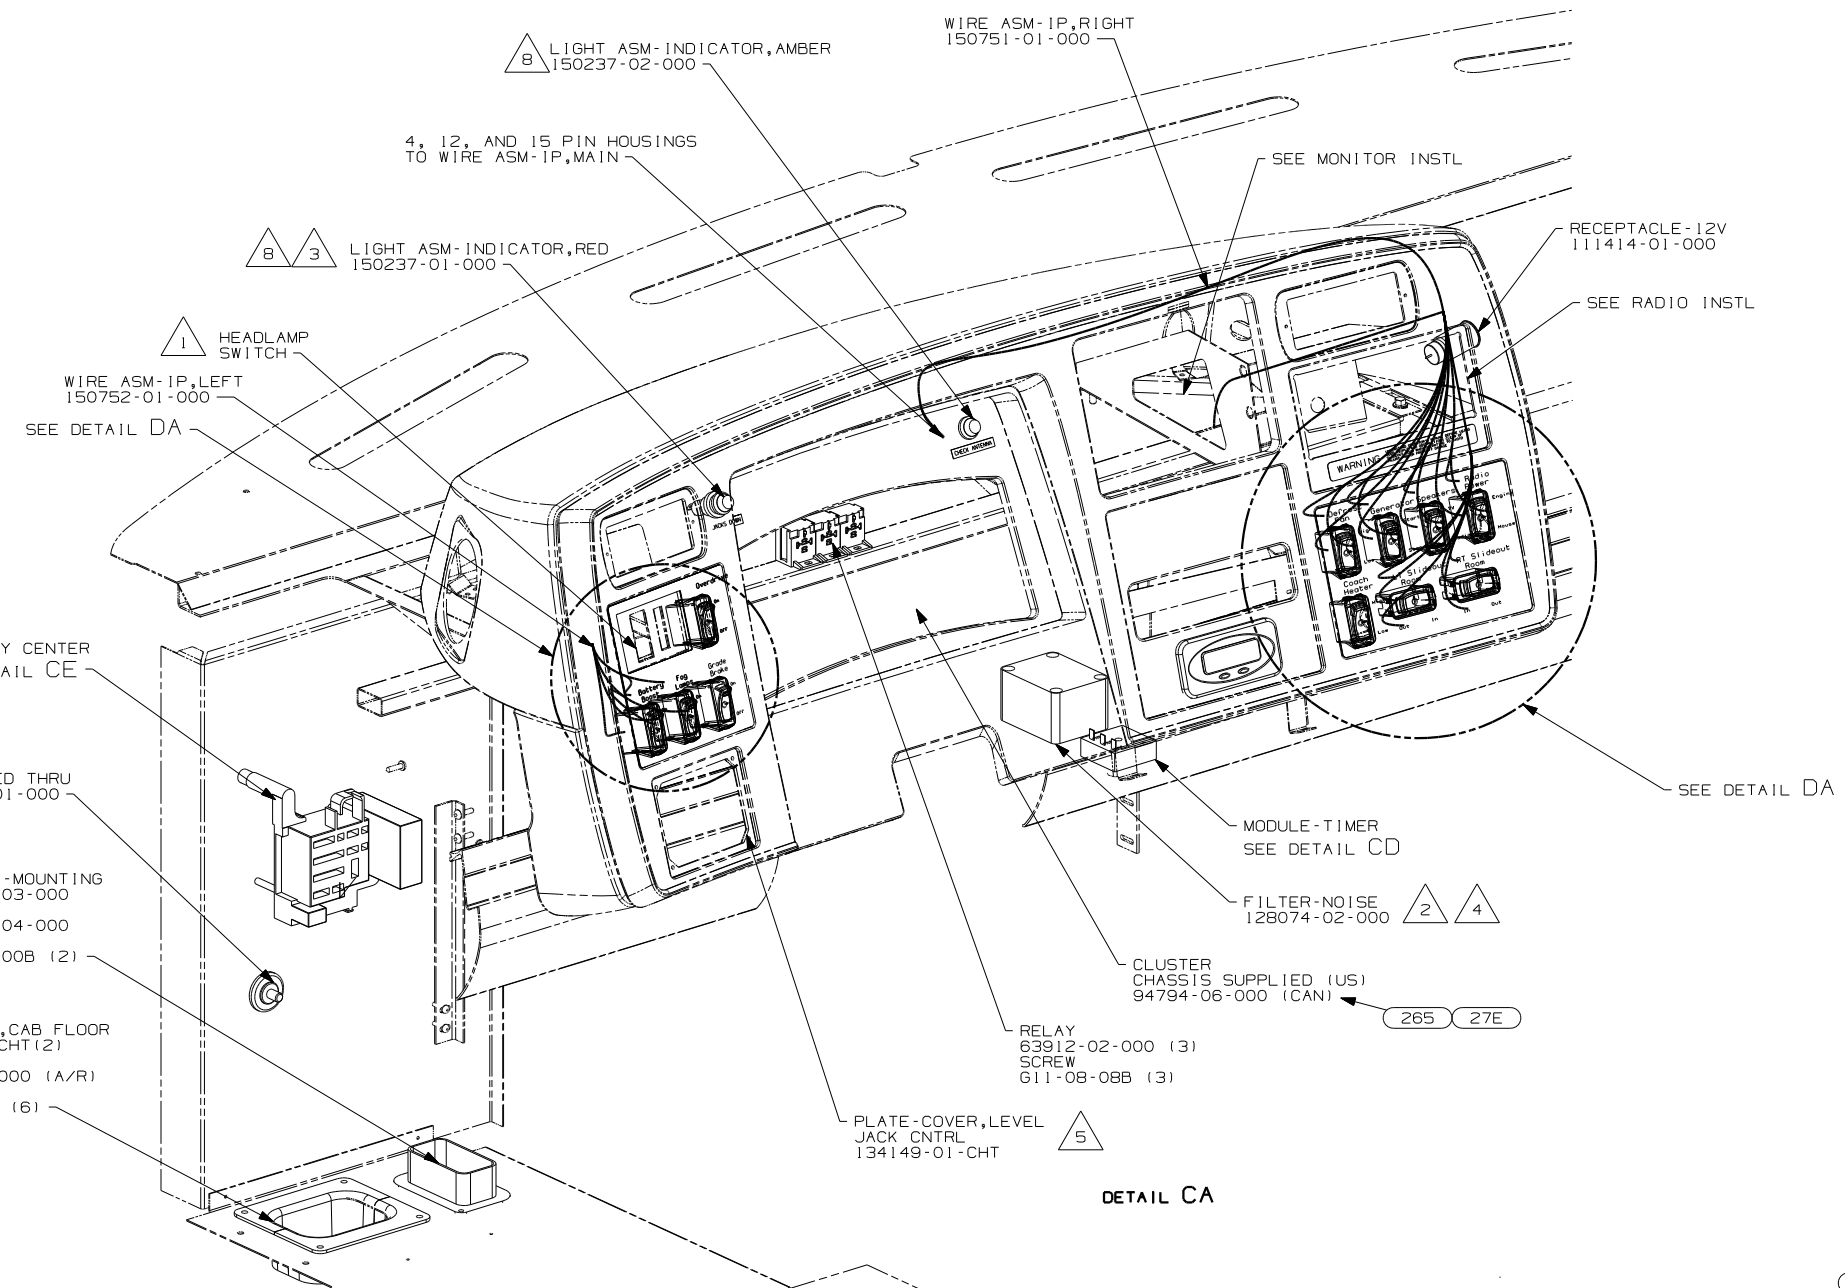 WIRE ASM-IP,RIGHT
150751-01-000
8
LIGHT ASM-INDICATOR,AMBER
150237-02-000
4, 12, AND 15 PIN HOUSINGS
TO WIRE ASM-IP,MAIN
SEE MONITOR INSTL
RECEPTACLE-12V
111414-01-000
8
3
LIGHT ASM-INDICATOR,RED
150237-01-000
SEE RADIO INSTL
1
HEADLAMP
SWITCH
WIRE ASM-IP,LEFT
150752-01-000
SEE DETAIL DA
CHECK ANTENNA
WARNING
JACKS DOWN
Radio
Power
Speakers
Generator
Engine
House
Slideout
Room
RT Slideout
Room
Coach
Heater
Low
Out
In
In
Out
On
Off
Grade
Brake
Fog
Battery
Boost
On
Off
Y CENTER
AIL CE
ED THRU
01-000
-MOUNTING
03-000
04-000
00B (2)
,CAB FLOOR
CHT(2)
000 (A/R)
(6)
SEE DETAIL DA
MODULE-TIMER
SEE DETAIL CD
FILTER-NOISE
128074-02-000
2
4
CLUSTER
CHASSIS SUPPLIED (US)
94794-06-000 (CAN)
265
27E
RELAY
63912-02-000 (3)
SCREW
G11-08-08B (3)
PLATE-COVER,LEVEL
JACK CNTRL
134149-01-CHT
5
DETAIL CA